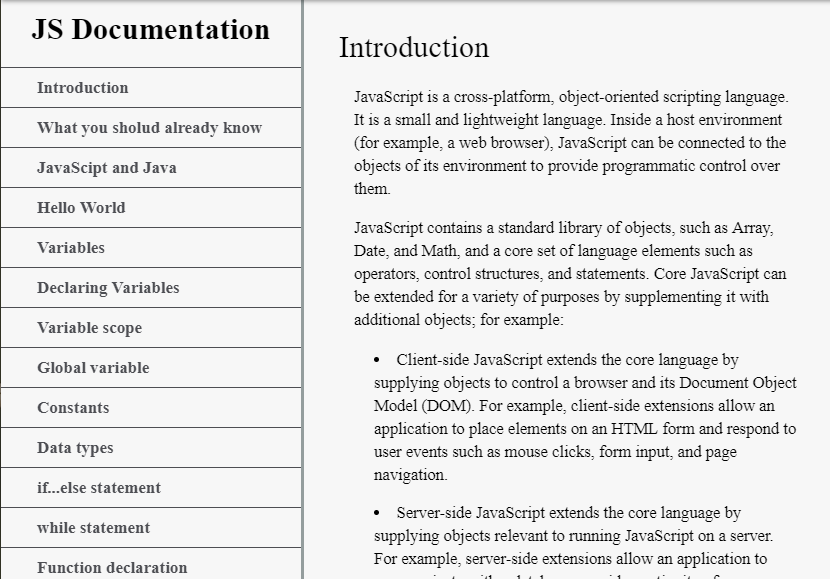 JS Documentation
Introduction
What you sholud already know
JavaScipt and Java
Hello World
Variables
Declaring Variables
Variable scope
Global variable
Constants
Data types
if...else statement
while statement
Function declaration
Introduction
JavaScript is a cross-platform, object-oriented scripting language.
It is a small and lightweight language. Inside a host environment
(for example, a web browser), JavaScript can be connected to the
objects of its environment to provide programmatic control over
them.
JavaScript contains a standard library of objects, such as Array,
Date, and Math, and a core set of language elements such as
operators, control structures, and statements. Core JavaScript can
be extended for a variety of purposes by supplementing it with
additional objects; for example:
• Client-side JavaScript extends the core language by
supplying objects to control a browser and its Document Object
Model (DOM). For example, client-side extensions allow an
application to place elements on an HTML form and respond to
user events such as mouse clicks, form input, and page
navigation.
• Server-side JavaScript extends the core language by
supplying objects relevant to running JavaScript on a server.
For example, server-side extensions allow an application to